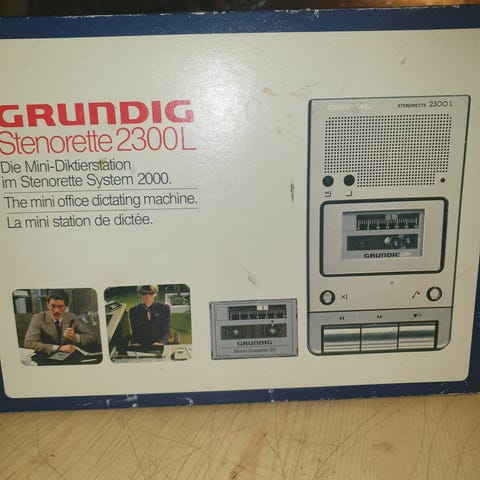 GRUNDIG
Stenorette 2300 L
Die Mini-Diktierstation
im Stenorette System 2000.
The mini office dictating machine.
La mini station de dictée.
GRUNDIG
STENORETTE 2300 L
GRUNDIG
GRUNDIG
Steno-Cassette 30